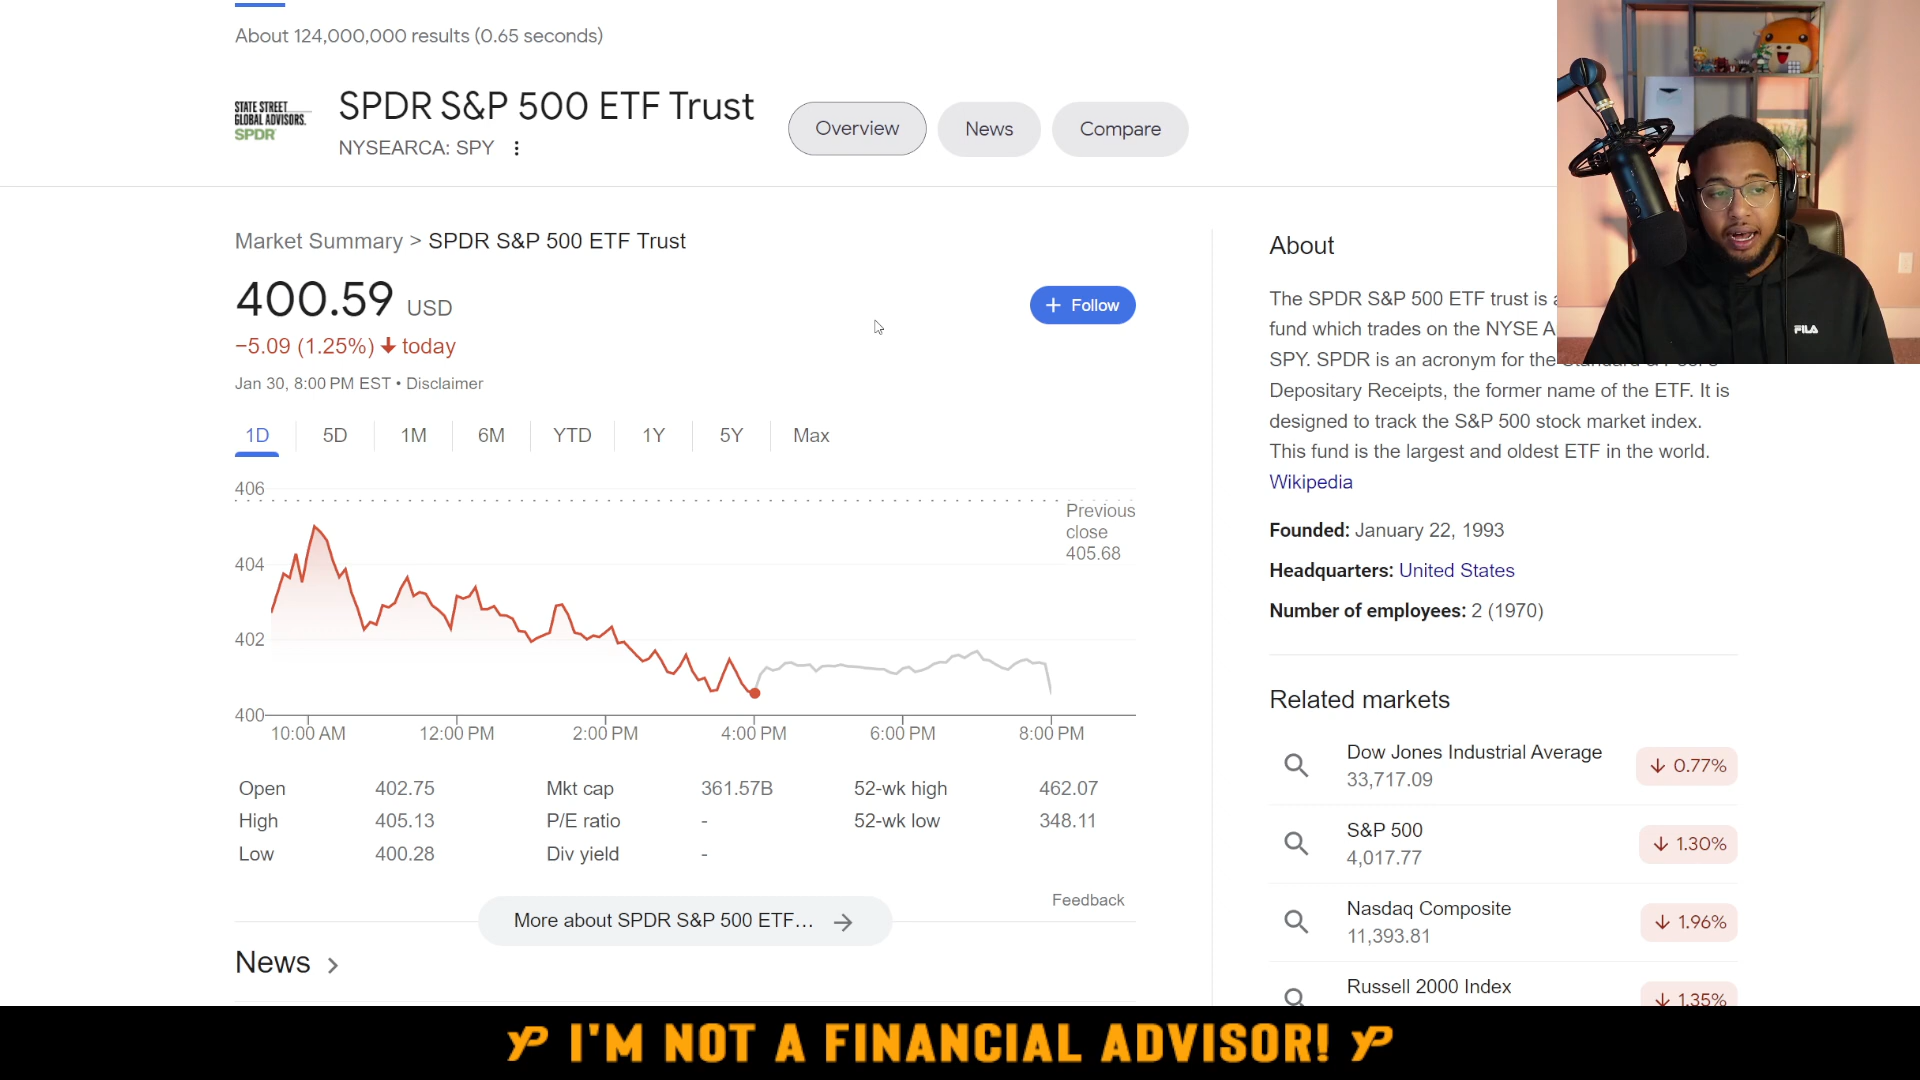 About 124,000,000 results (0.65 seconds)
STATE STREET
GLOBAL ADVISORS.
SPDR
SPDR S&P 500 ETF Trust
NYSEARCA: SPY
Overview
News
Compare
Market Summary > SPDR S&P 500 ETF Trust
400.59 USD
−5.09 (1.25%) ↓ today
Jan 30, 8:00 PM EST • Disclaimer
+ Follow
1D 5D 1M 6M YTD 1Y 5Y Max
406
404
402
400
Previous
close
405.68
10:00 AM 12:00 PM 2:00 PM 4:00 PM 6:00 PM 8:00 PM
Open 402.75 Mkt cap 361.57B 52-wk high 462.07
High 405.13 P/E ratio - 52-wk low 348.11
Low 400.28 Div yield -
Feedback
More about SPDR S&P 500 ETF... →
News >
About
The SPDR S&P 500 ETF trust is
fund which trades on the NYSE A
SPY. SPDR is an acronym for the
Depositary Receipts, the former name of the ETF. It is
designed to track the S&P 500 stock market index.
This fund is the largest and oldest ETF in the world.
Wikipedia
Founded: January 22, 1993
Headquarters: United States
Number of employees: 2 (1970)
Related markets
Dow Jones Industrial Average
33,717.09
↓ 0.77%
S&P 500
4,017.77
↓ 1.30%
Nasdaq Composite
11,393.81
↓ 1.96%
Russell 2000 Index
↓ 1.35%
FILA
YP I'M NOT A FINANCIAL ADVISOR! YP